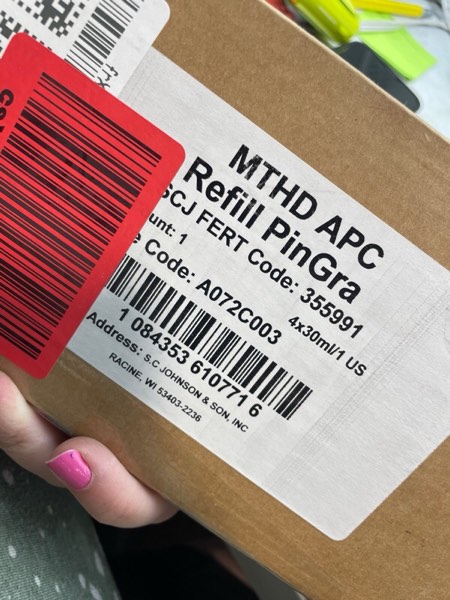 MTHD APC
Refill PinGra
SCJ FERT Code: 355991
unt: 1
4x30ml/1 US
Code: A072C003
1 084353 610771 6
Address: S.C JOHNSON & SON, INC
RACINE, WI 53403-2236